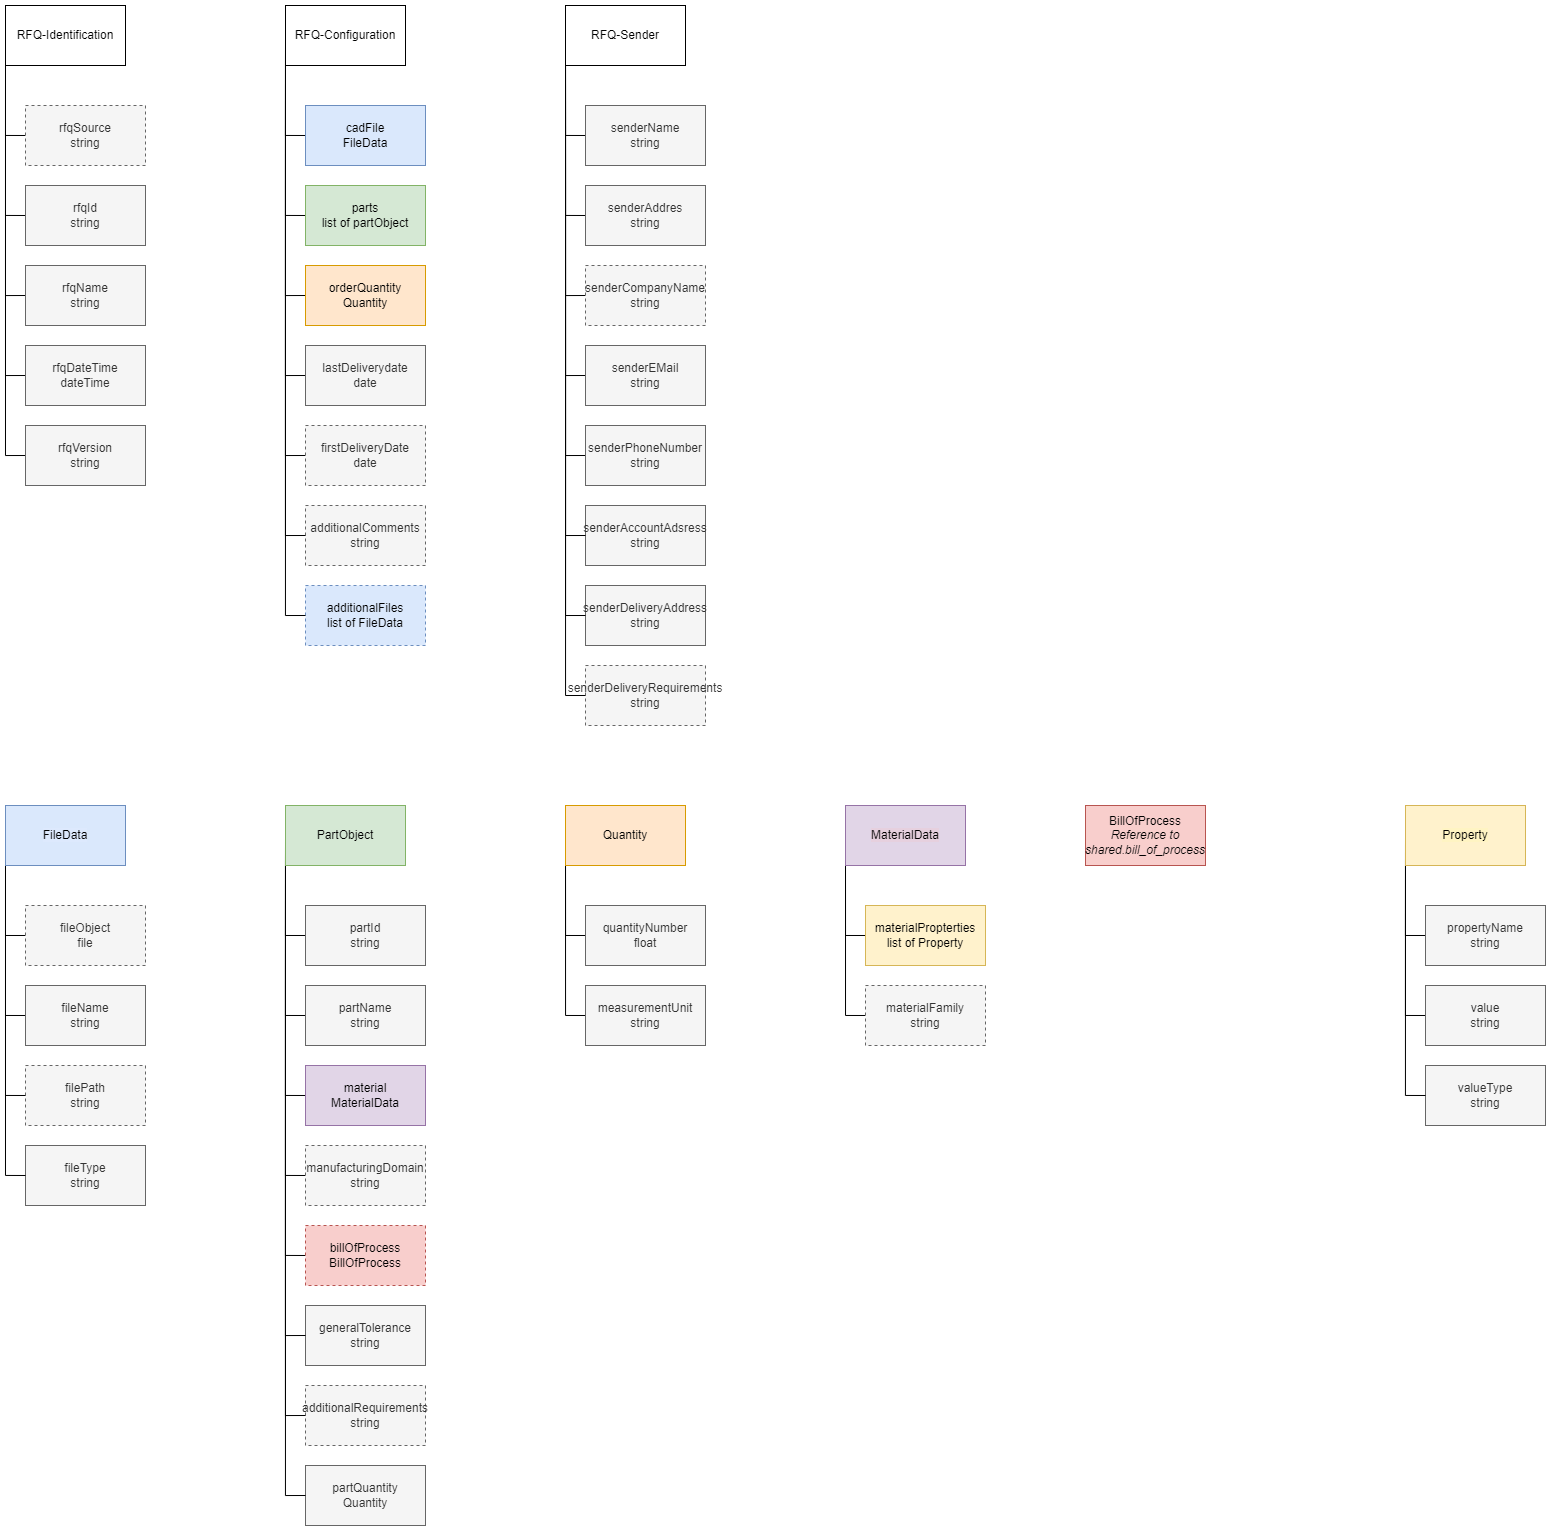 RFQ-Identification
rfqSource
string
rfqId
string
rfqName
string
rfqDateTime
dateTime
rfqVersion
string
RFQ-Configuration
cadFile
FileData
parts
list of partObject
orderQuantity
Quantity
lastDeliverydate
date
firstDeliveryDate
date
additionalComments
string
additionalFiles
list of FileData
RFQ-Sender
senderName
string
senderAddres
string
senderCompanyName
string
senderEMail
string
senderPhoneNumber
string
senderAccountAdsress
string
senderDeliveryAddress
string
senderDeliveryRequirements
string
FileData
fileObject
file
fileName
string
filePath
string
fileType
string
PartObject
partId
string
partName
string
material
MaterialData
manufacturingDomain
string
billOfProcess
BillOfProcess
generalTolerance
string
additionalRequirements
string
partQuantity
Quantity
Quantity
quantityNumber
float
measurementUnit
string
MaterialData
materialPropterties
list of Property
materialFamily
string
BillOfProcess
Reference to
shared.bill_of_process
Property
propertyName
string
value
string
valueType
string